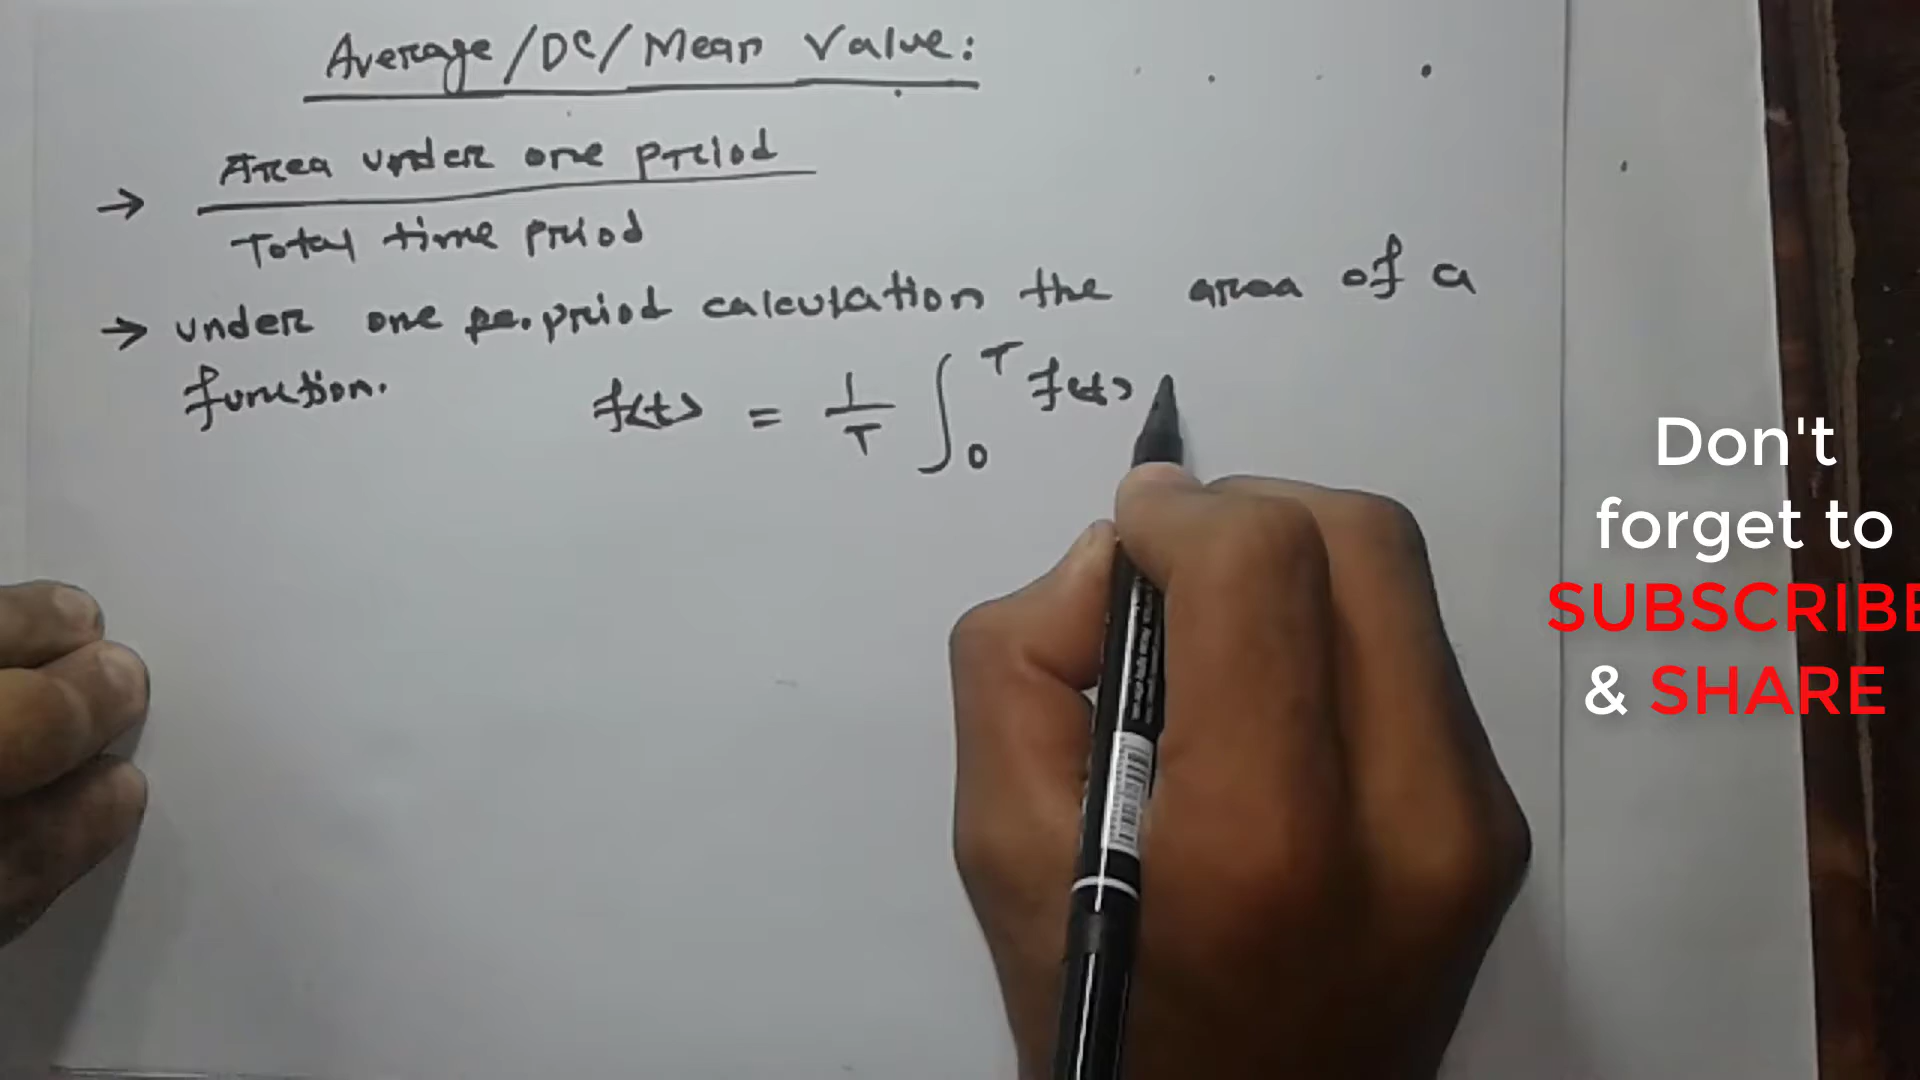 Average/DC/Mean Value:
→ Area under one preiod
Total time priod
→ under one pe. priod calculation the area of a
function.
f(t) = 1/T ∫₀ᵀ f(t)
Don't
forget to
SUBSCRIBE
& SHARE